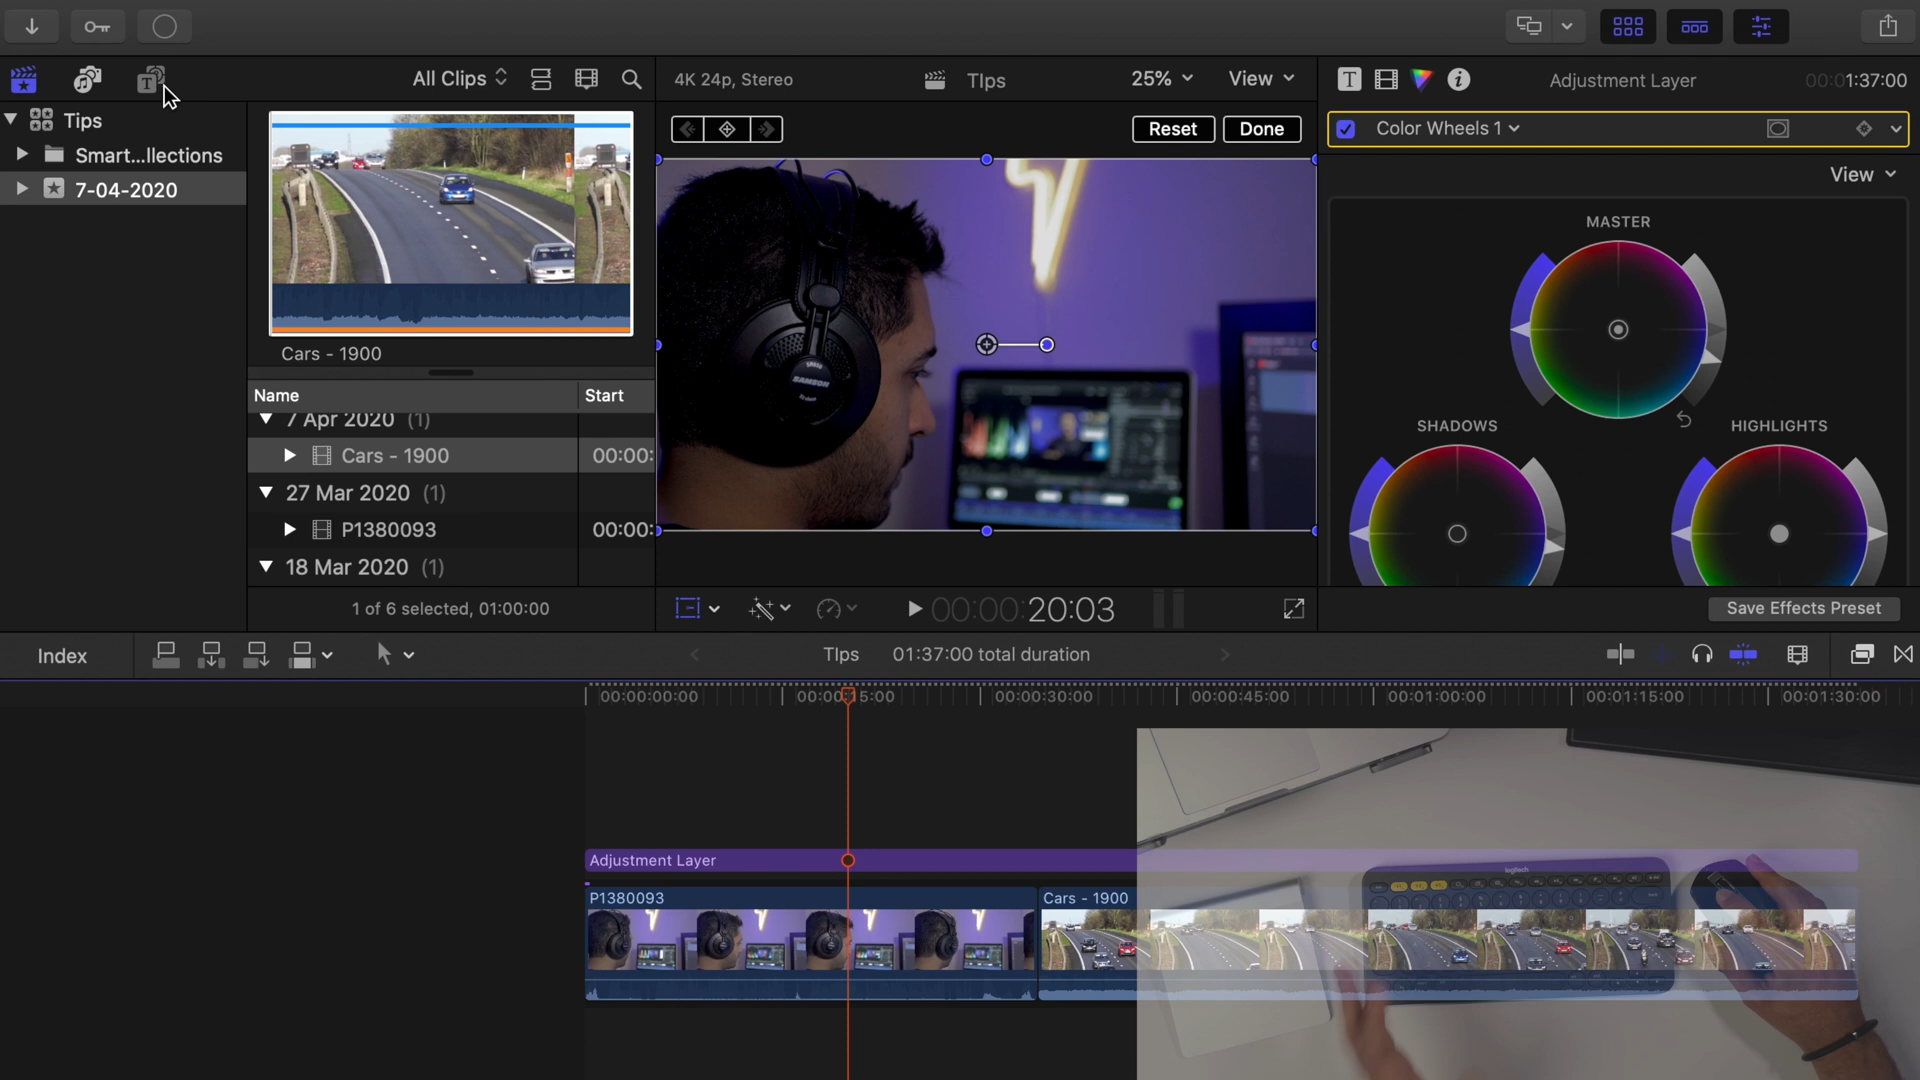 All Clips
4K 24p, Stereo
TIps
25%
View
T
Adjustment Layer
00:01:37:00
Tips
Smart...llections
7-04-2020
Cars - 1900
Reset
Done
Color Wheels 1
View
MASTER
SHADOWS
HIGHLIGHTS
Name
Start
7 Apr 2020 (1)
Cars - 1900
00:00:
27 Mar 2020 (1)
P1380093
00:00:
18 Mar 2020 (1)
1 of 6 selected, 01:00:00
SAMSON
00:00:20:03
Save Effects Preset
Index
TIps
01:37:00 total duration
00:00:00:00
00:00:15:00
00:00:30:00
00:00:45:00
00:01:00:00
00:01:15:00
00:01:30:00
Adjustment Layer
P1380093
Cars - 1900
logitech